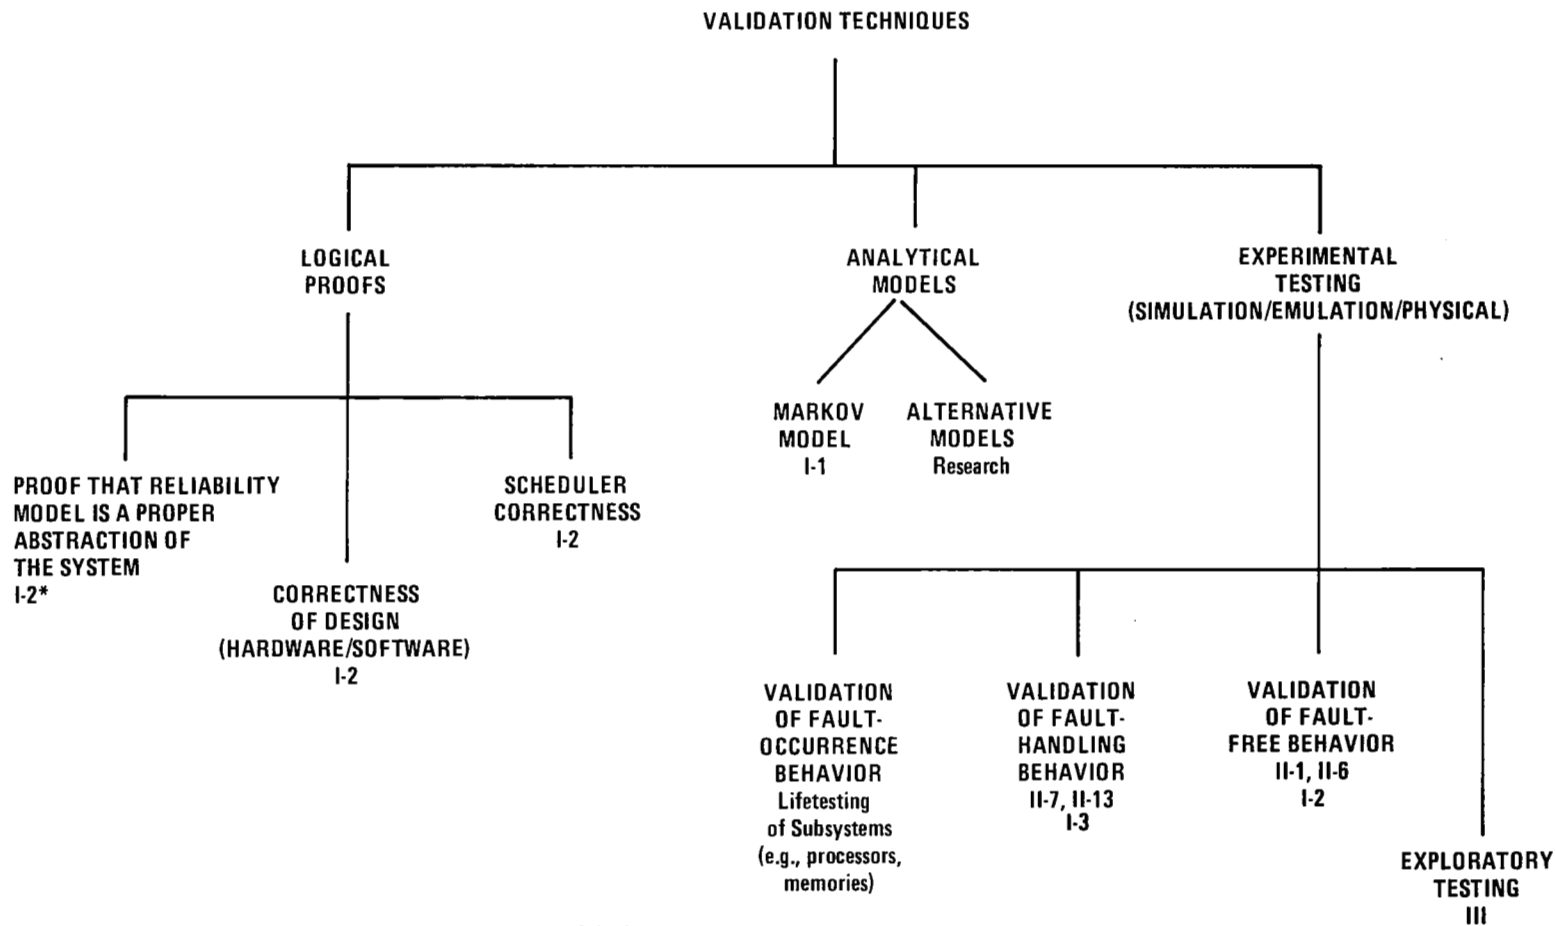 VALIDATION TECHNIQUES
LOGICAL
PROOFS
ANALYTICAL
MODELS
EXPERIMENTAL
TESTING
(SIMULATION/EMULATION/PHYSICAL)
MARKOV
MODEL
I-1
ALTERNATIVE
MODELS
Research
PROOF THAT RELIABILITY
MODEL IS A PROPER
ABSTRACTION OF
THE SYSTEM
I-2*
CORRECTNESS
OF DESIGN
(HARDWARE/SOFTWARE)
I-2
SCHEDULER
CORRECTNESS
I-2
VALIDATION
OF FAULT-
OCCURRENCE
BEHAVIOR
Lifetesting
of Subsystems
(e.g., processors,
memories)
VALIDATION
OF FAULT-
HANDLING
BEHAVIOR
II-7, II-13
I-3
VALIDATION
OF FAULT-
FREE BEHAVIOR
II-1, II-6
I-2
EXPLORATORY
TESTING
III